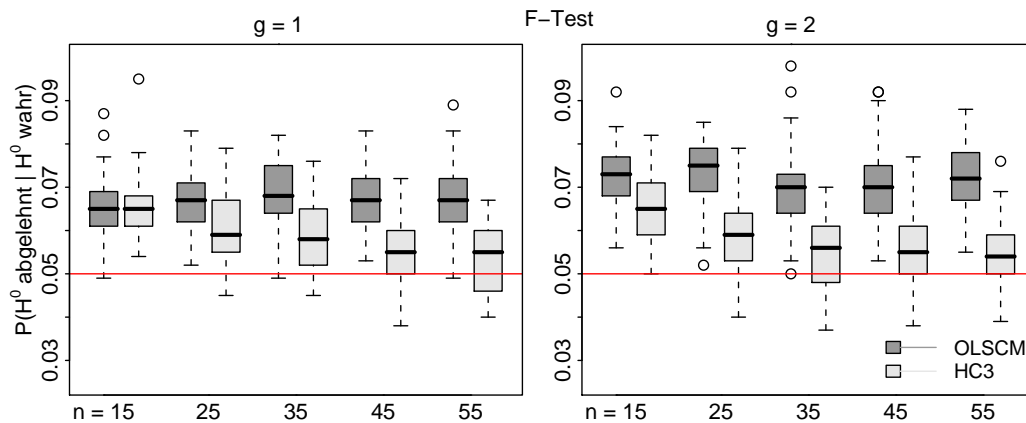 F−Test
g = 1
g = 2
P(H⁰ abgelehnt | H⁰ wahr)
0.09
0.07
0.05
0.03
0.09
0.07
0.05
0.03
OLSCM
HC3
n = 15 25 35 45 55
n = 15 25 35 45 55